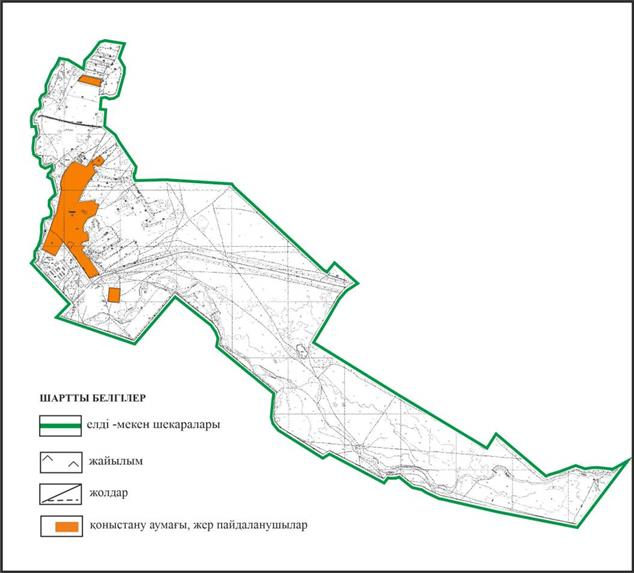 ШАРТТЫ БЕЛГІЛЕР
елді -мекен шекаралары
жайылым
жолдар
қоныстану аумағы, жер пайдаланушылар